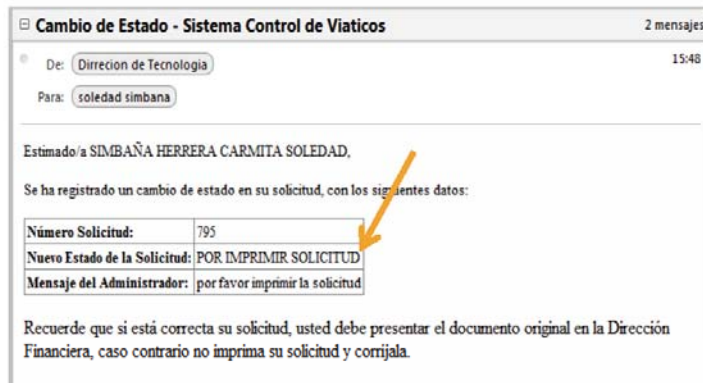 Cambio de Estado - Sistema Control de Viaticos 2 mensajes
De: Dirrecion de Tecnologia 15:48
Para: soledad simbana
Estimado/a SIMBAÑA HERRERA CARMITA SOLEDAD,
Se ha registrado un cambio de estado en su solicitud, con los siguientes datos:
Número Solicitud: 795
Nuevo Estado de la Solicitud: POR IMPRIMIR SOLICITUD
Mensaje del Administrador: por favor imprimir la solicitud
Recuerde que si está correcta su solicitud, usted debe presentar el documento original en la Dirección
Financiera, caso contrario no imprima su solicitud y corrijala.